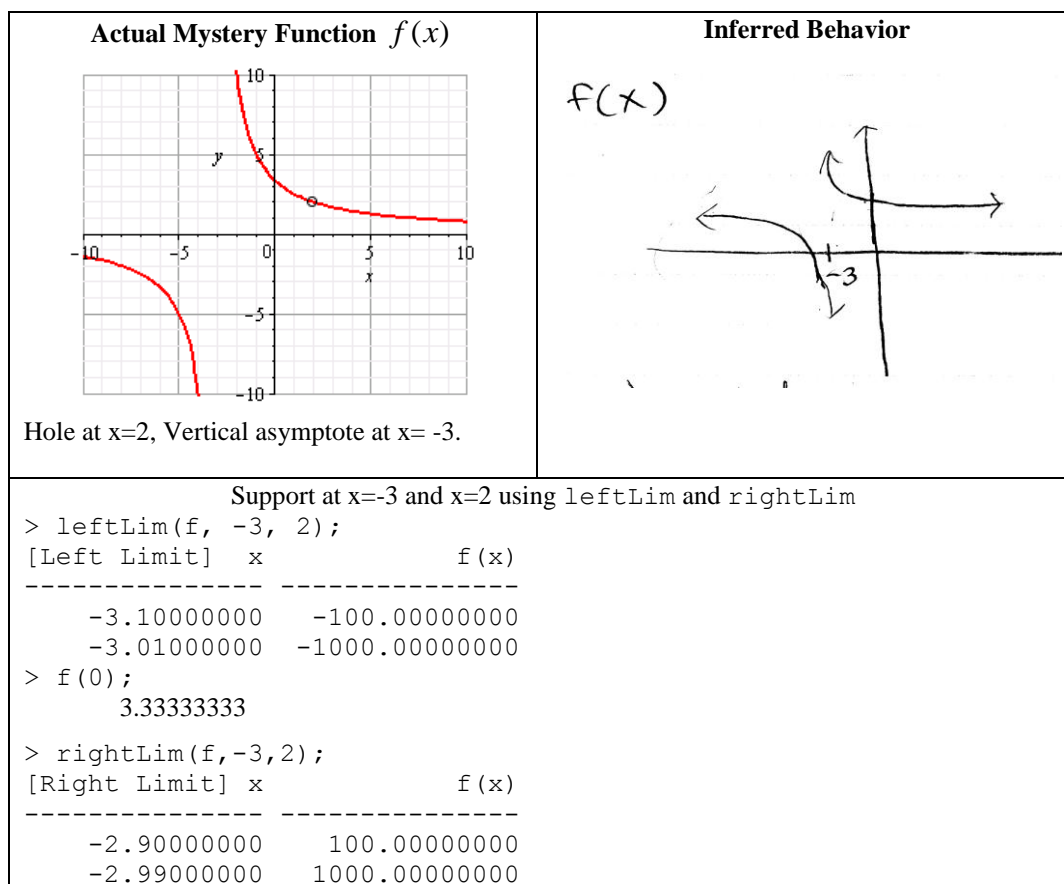 Actual Mystery Function f(x)
10
y
5
-10
-5
0
5
10
x
-5
-10
Hole at x=2, Vertical asymptote at x= -3.
Inferred Behavior
f(x)
-3
Support at x=-3 and x=2 using leftLim and rightLim
> leftLim(f, -3, 2);
[Left Limit] x f(x)
--------------- ---------------
-3.10000000 -100.00000000
-3.01000000 -1000.00000000
> f(0);
3.33333333
> rightLim(f,-3,2);
[Right Limit] x f(x)
--------------- ---------------
-2.90000000 100.00000000
-2.99000000 1000.00000000